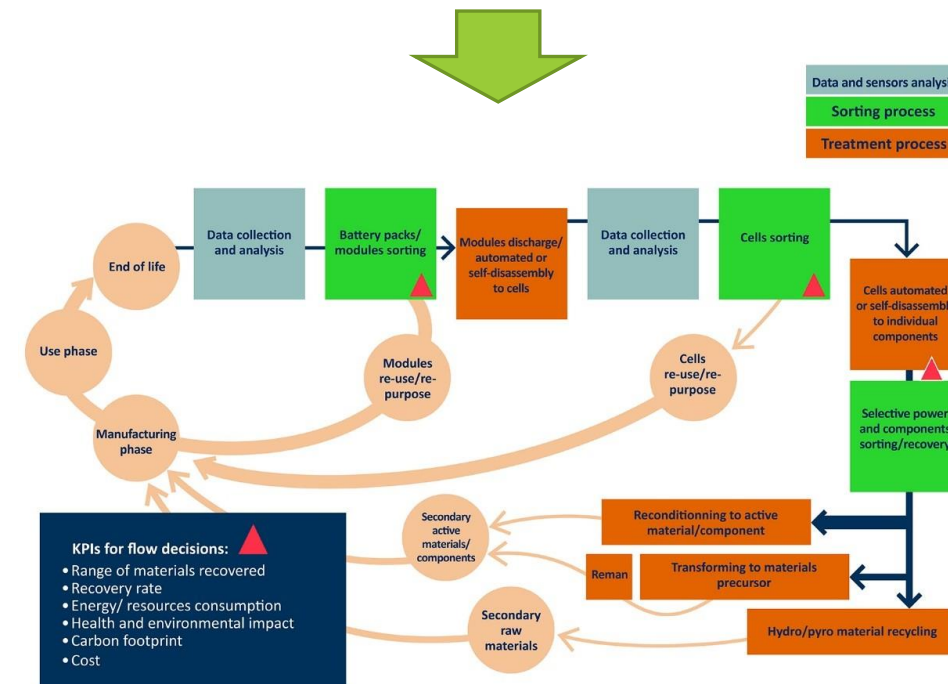 Data and sensors analysi
Sorting process
Treatment process
End of life
Data collection
and analysis
Battery packs/
modules sorting
Modules discharge/
automated or
self-disassembly
to cells
Data collection
and analysis
Cells sorting
Cells automated
or self-disassembl
to individual
components
Use phase
Modules
re-use/re-
purpose
Cells
re-use/re-
purpose
Manufacturing
phase
Selective power
and components
sorting/recovery
KPIs for flow decisions:
• Range of materials recovered
• Recovery rate
• Energy/ resources consumption
• Health and environmental impact
• Carbon footprint
• Cost
Secondary
active
materials/
components
Reconditionning to active
material/component
Reman
Transforming to materials
precursor
Secondary
raw
materials
Hydro/pyro material recycling